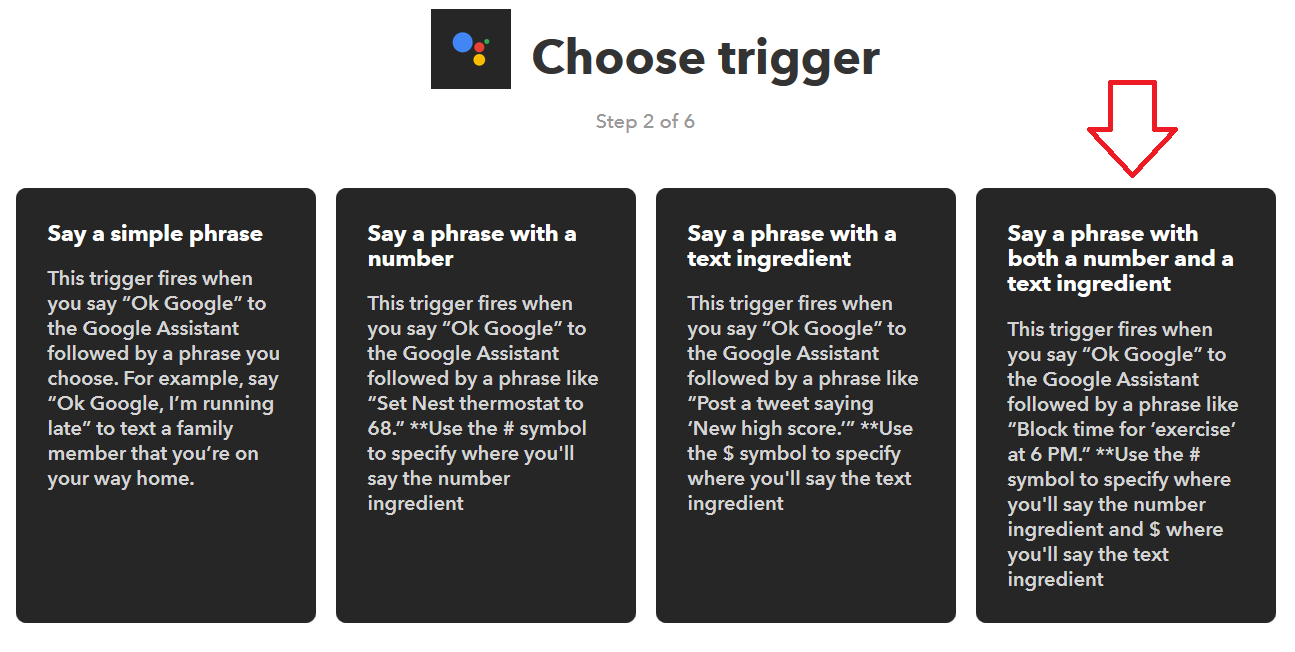 Choose trigger
Step 2 of 6
Say a simple phrase
This trigger fires when
you say “Ok Google” to
the Google Assistant
followed by a phrase you
choose. For example, say
“Ok Google, I’m running
late” to text a family
member that you’re on
your way home.
Say a phrase with a
number
This trigger fires when
you say “Ok Google” to
the Google Assistant
followed by a phrase like
“Set Nest thermostat to
68.” **Use the # symbol
to specify where you'll
say the number
ingredient
Say a phrase with a
text ingredient
This trigger fires when
you say “Ok Google” to
the Google Assistant
followed by a phrase like
“Post a tweet saying
‘New high score.’” **Use
the $ symbol to specify
where you'll say the text
ingredient
Say a phrase with
both a number and a
text ingredient
This trigger fires when
you say “Ok Google” to
the Google Assistant
followed by a phrase like
“Block time for ‘exercise’
at 6 PM.” **Use the #
symbol to specify where
you'll say the number
ingredient and $ where
you'll say the text
ingredient